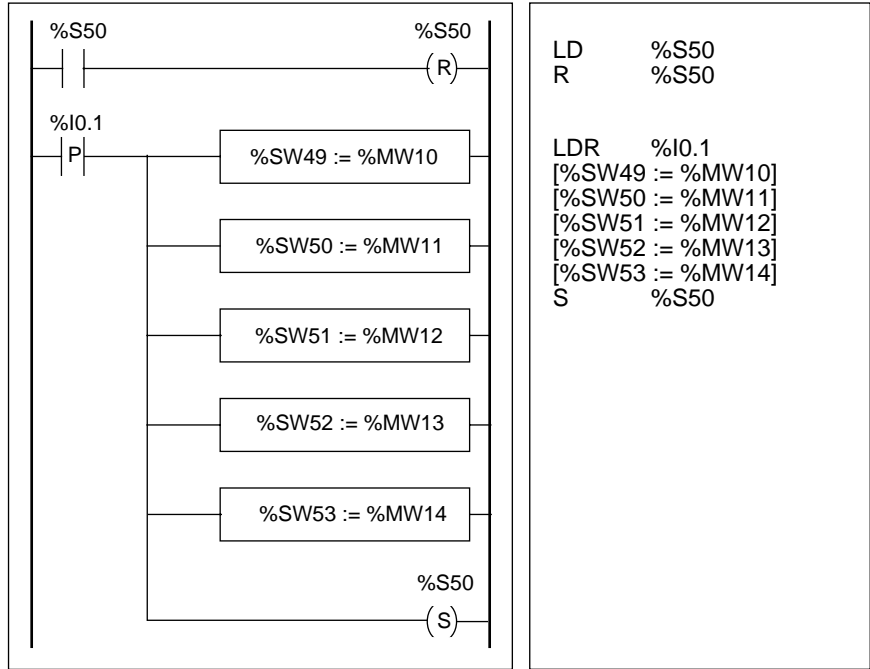 %S50 %S50
(R)
%I0.1
P
%SW49 := %MW10
%SW50 := %MW11
%SW51 := %MW12
%SW52 := %MW13
%SW53 := %MW14
%S50
(S)
LD %S50
R %S50
LDR %I0.1
[%SW49 := %MW10]
[%SW50 := %MW11]
[%SW51 := %MW12]
[%SW52 := %MW13]
[%SW53 := %MW14]
S %S50